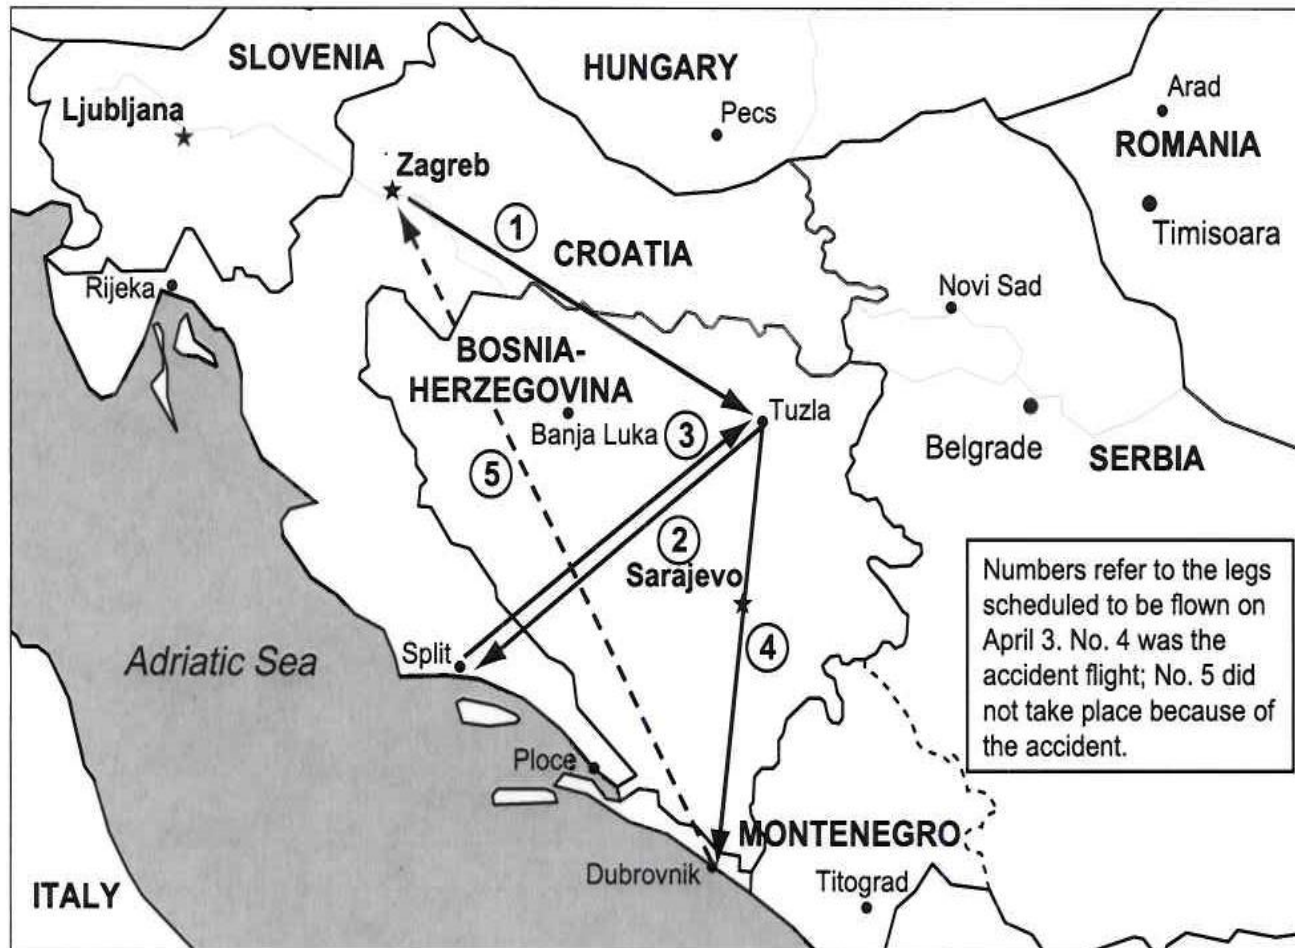 SLOVENIA
HUNGARY
Ljubljana
Pecs
Arad
ROMANIA
Zagreb
1
CROATIA
Timisoara
Rijeka
Novi Sad
BOSNIA-
HERZEGOVINA
Banja Luka
3
Tuzla
Belgrade
SERBIA
5
2
Sarajevo
4
Split
Adriatic Sea
Numbers refer to the legs
scheduled to be flown on
April 3. No. 4 was the
accident flight; No. 5 did
not take place because of
the accident.
Ploce
MONTENEGRO
Dubrovnik
Titograd
ITALY